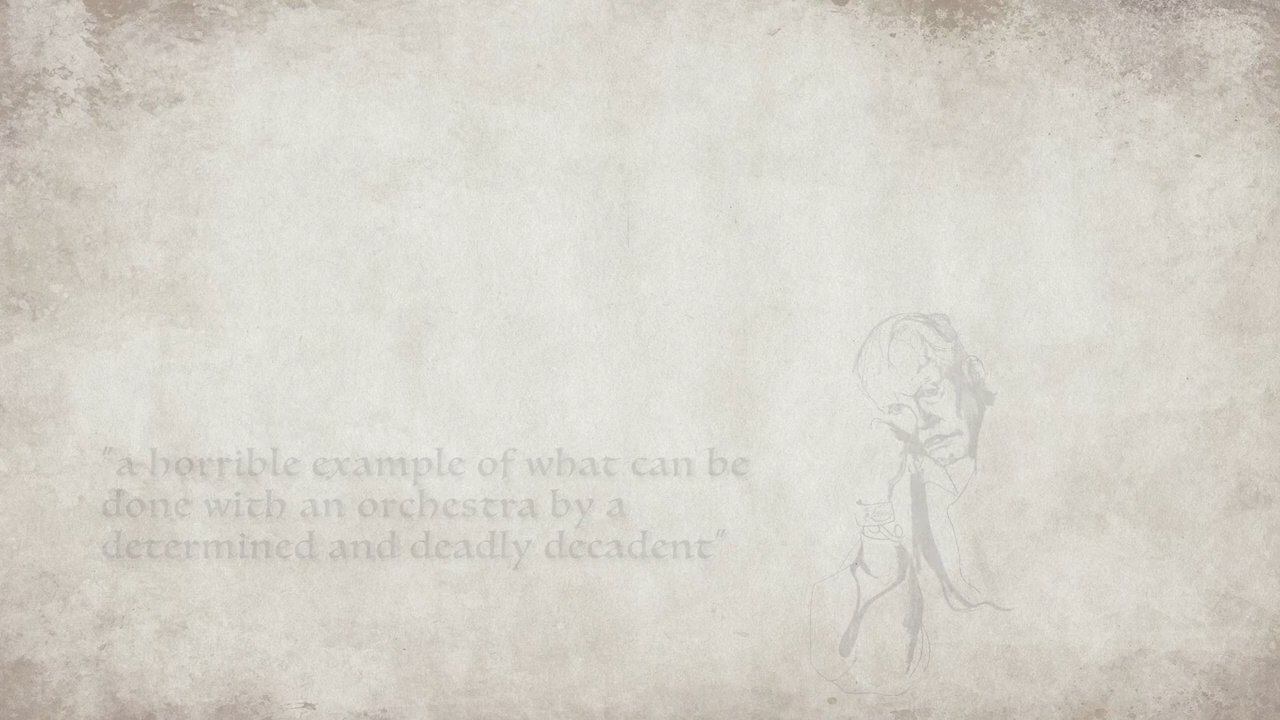 "a horrible example of what can be
done with an orchestra by a
determined and deadly decadent"